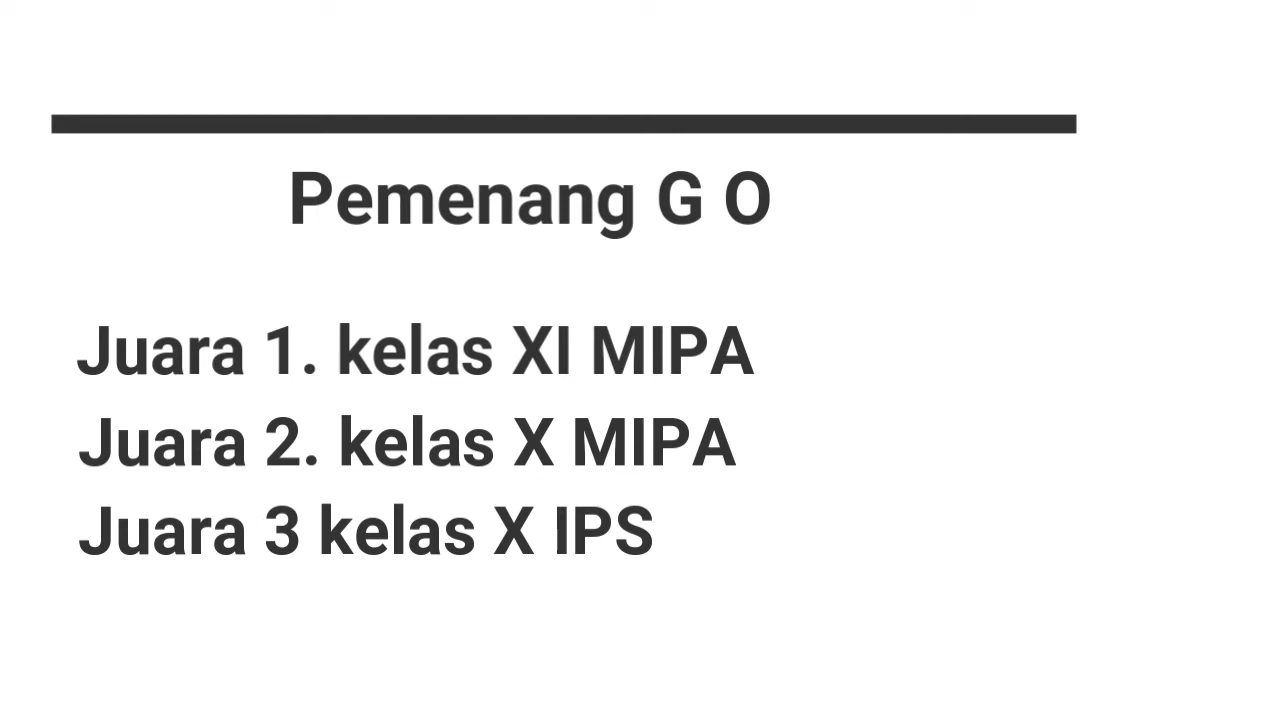 Pemenang G O
Juara 1. kelas XI MIPA
Juara 2. kelas X MIPA
Juara 3 kelas X IPS